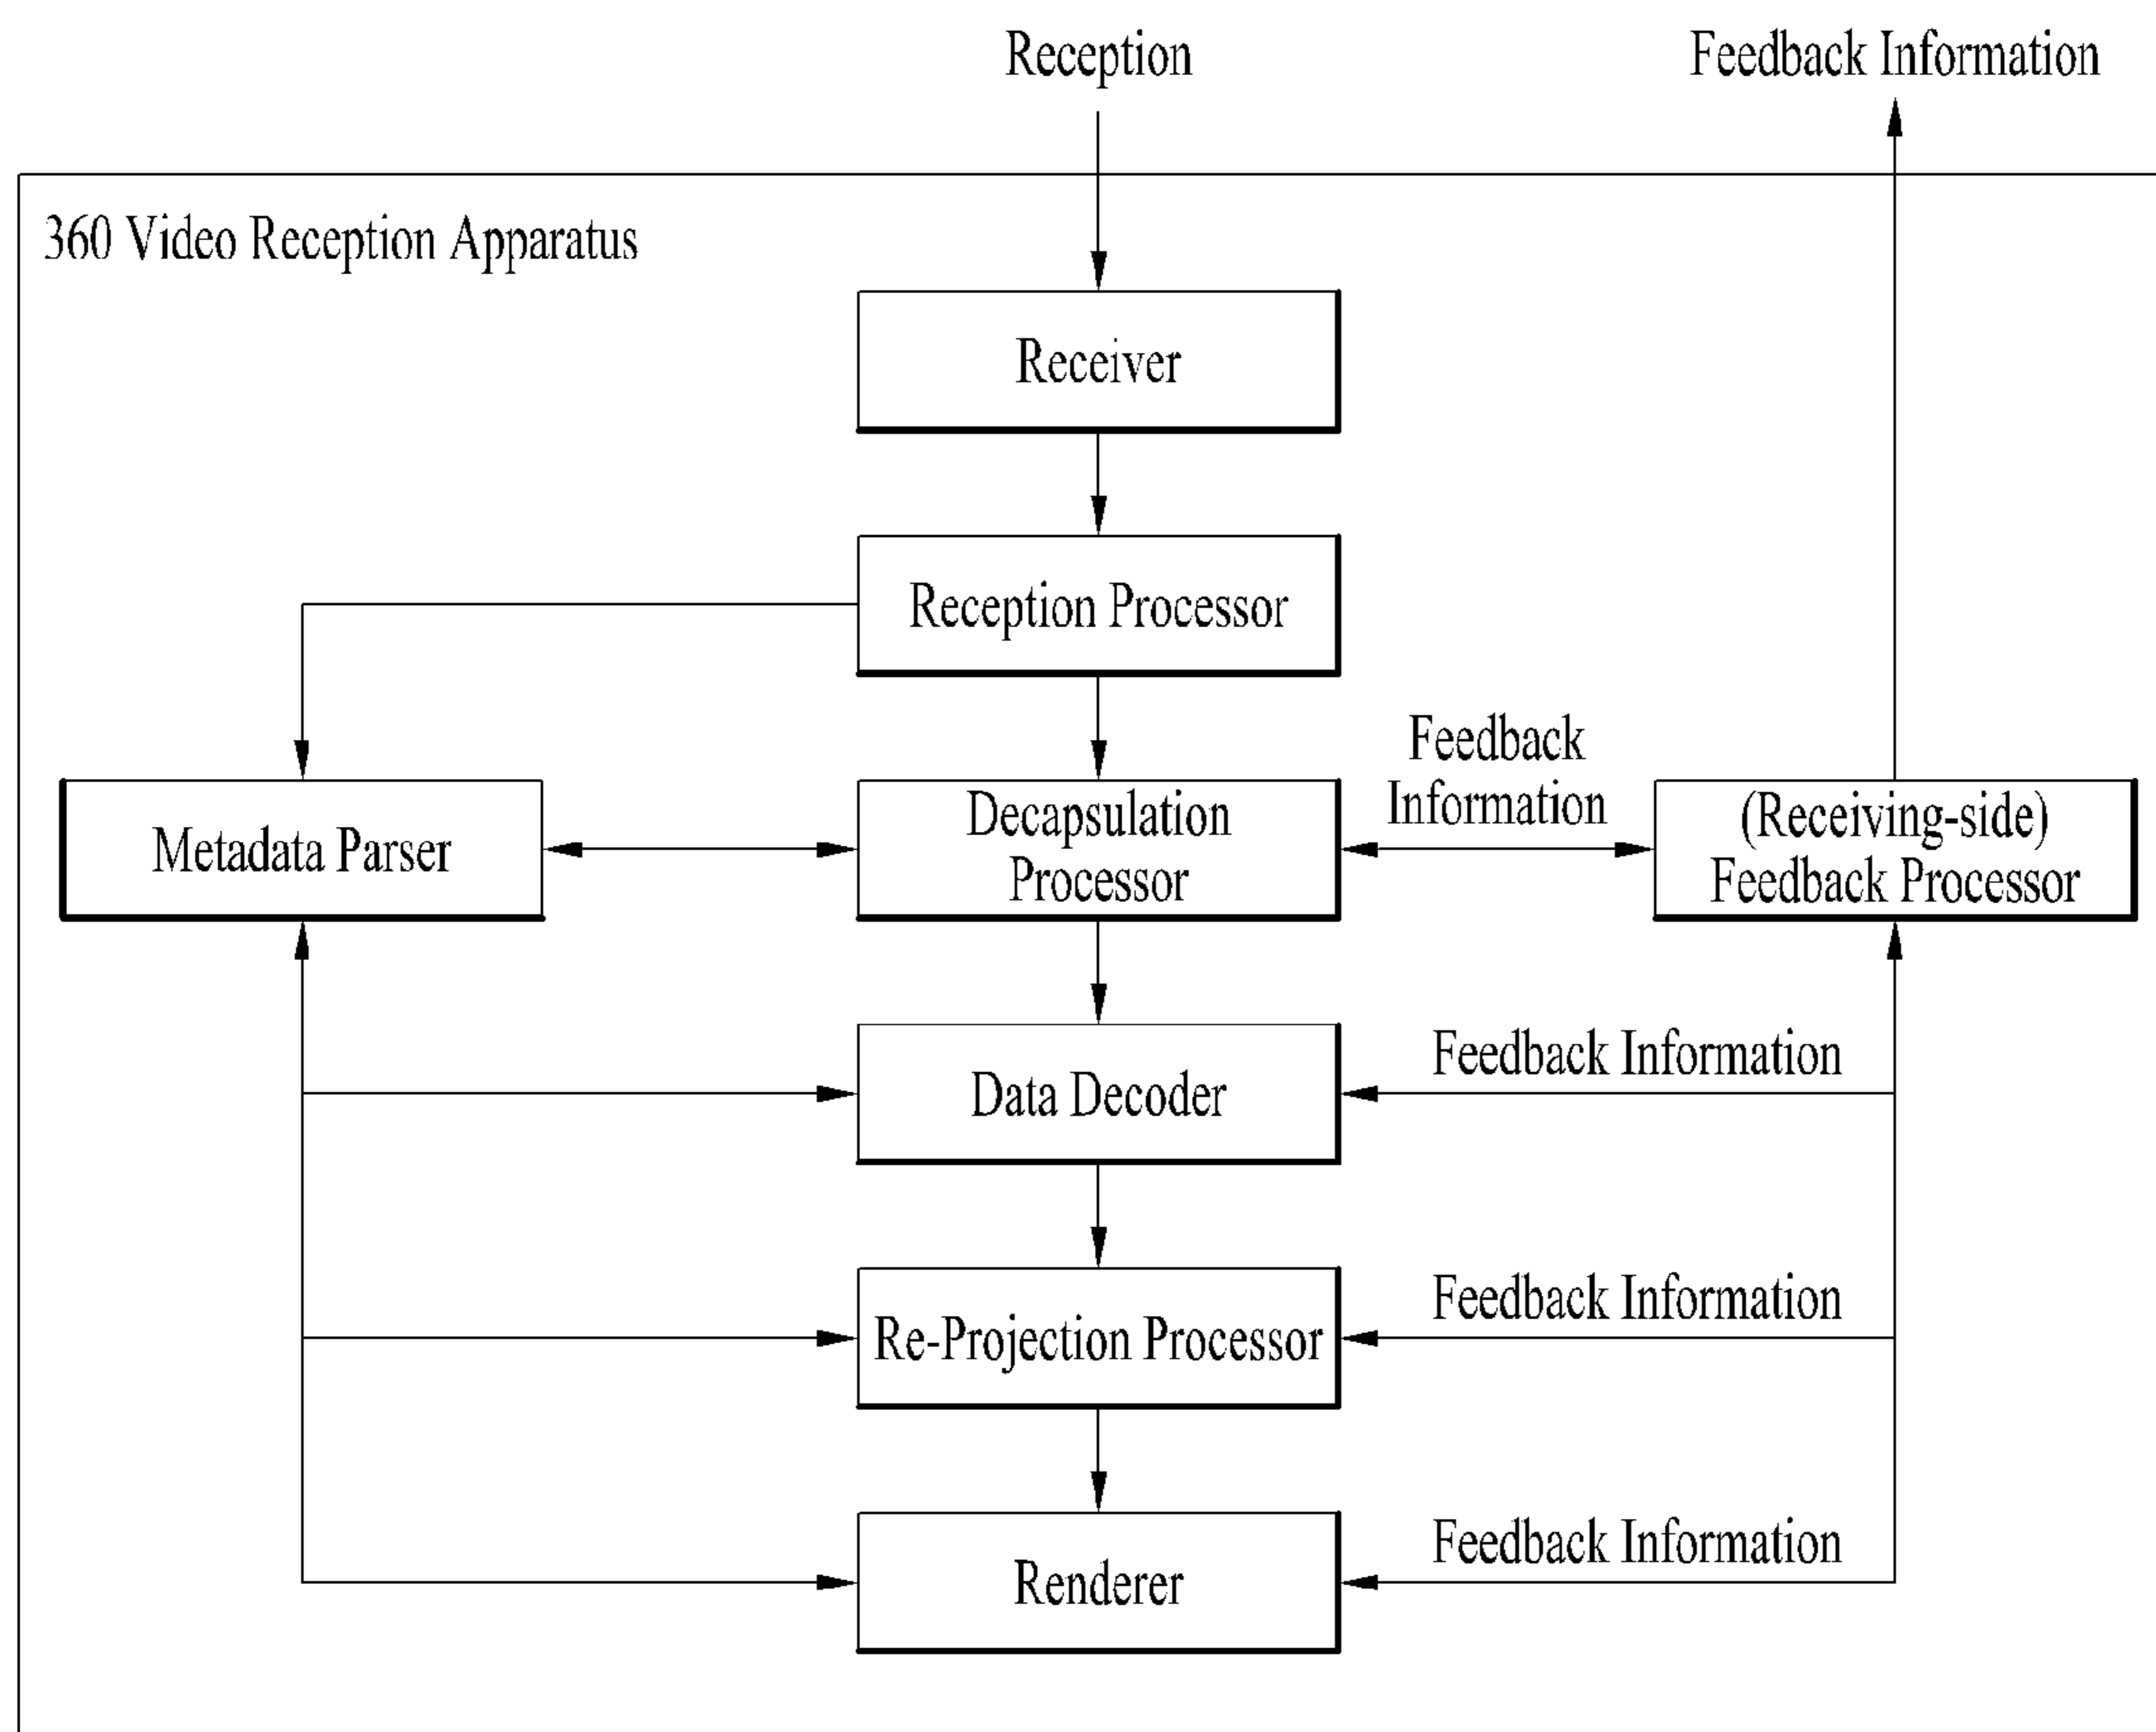 Reception
Feedback Information
360 Video Reception Apparatus
Receiver
Reception Processor
Metadata Parser
Decapsulation
Processor
Feedback
Information
(Receiving-side)
Feedback Processor
Data Decoder
Feedback Information
Re-Projection Processor
Feedback Information
Renderer
Feedback Information